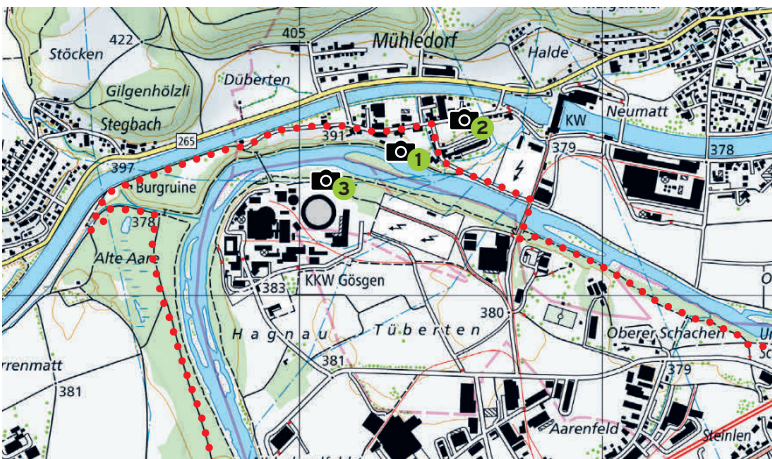 422
405
Stöcken
Mühledorf
Halde
Gilgenhölzli
Düberten
Stegbach
Neumatt
265
391
2
KW
379
378
1
397
Burgruine
3
378
Alte Aare
383
KKW Gösgen
380
Hagnau
Tüberten
Oberer Schachen
rrenmatt
381
381
379
Aarenfeld
Steinlen